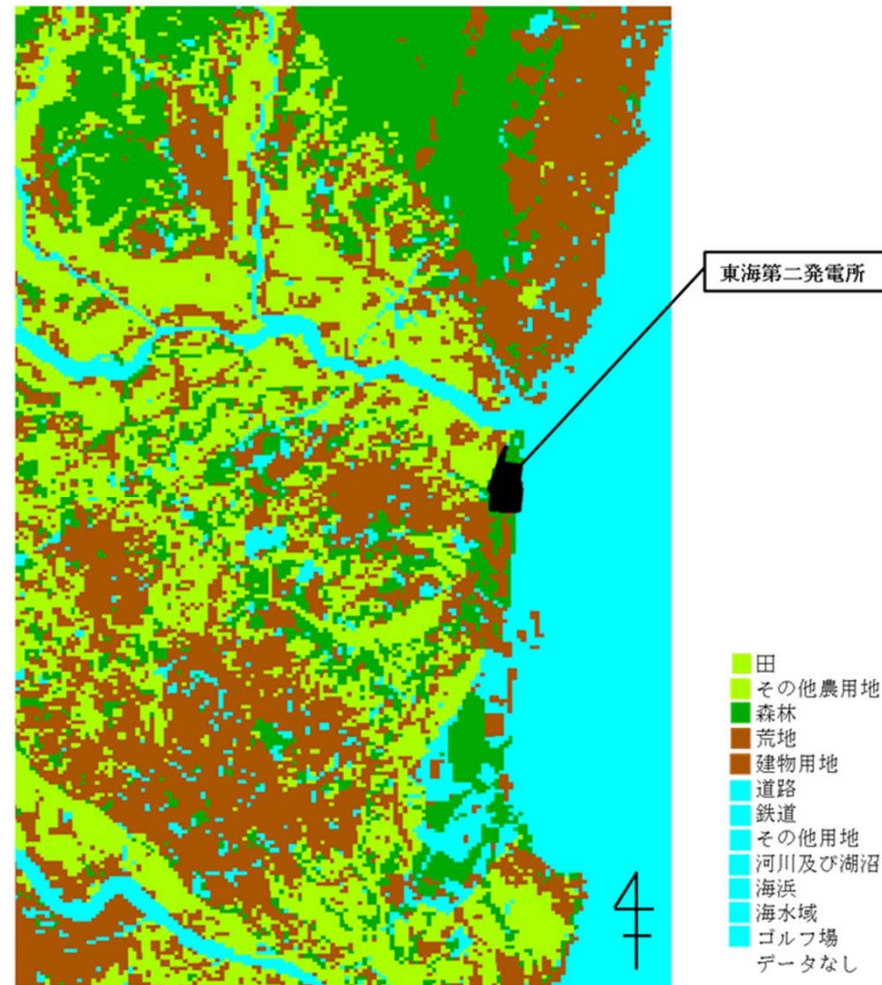 東海第二発電所
田
その他農用地
森林
荒地
建物用地
道路
鉄道
その他用地
河川及び湖沼
海浜
海水域
ゴルフ場
データなし